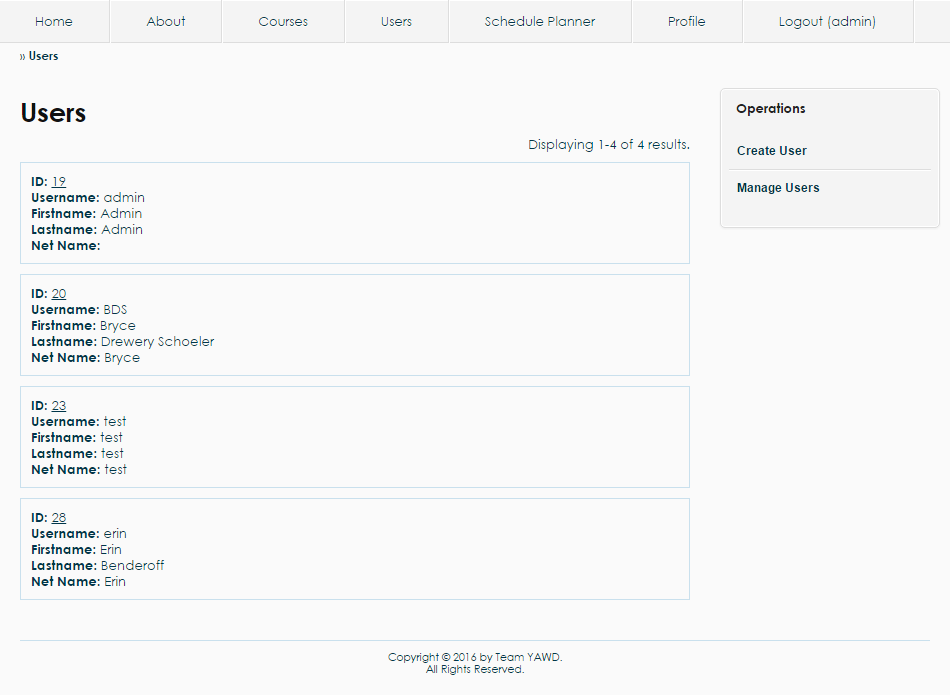 Home About Courses Users Schedule Planner Profile Logout (admin)
» Users
Users
Displaying 1-4 of 4 results.
ID: 19
Username: admin
Firstname: Admin
Lastname: Admin
Net Name:
ID: 20
Username: BDS
Firstname: Bryce
Lastname: Drewery Schoeler
Net Name: Bryce
ID: 23
Username: test
Firstname: test
Lastname: test
Net Name: test
ID: 28
Username: erin
Firstname: Erin
Lastname: Benderoff
Net Name: Erin
Operations
Create User
Manage Users
Copyright © 2016 by Team YAWD.
All Rights Reserved.